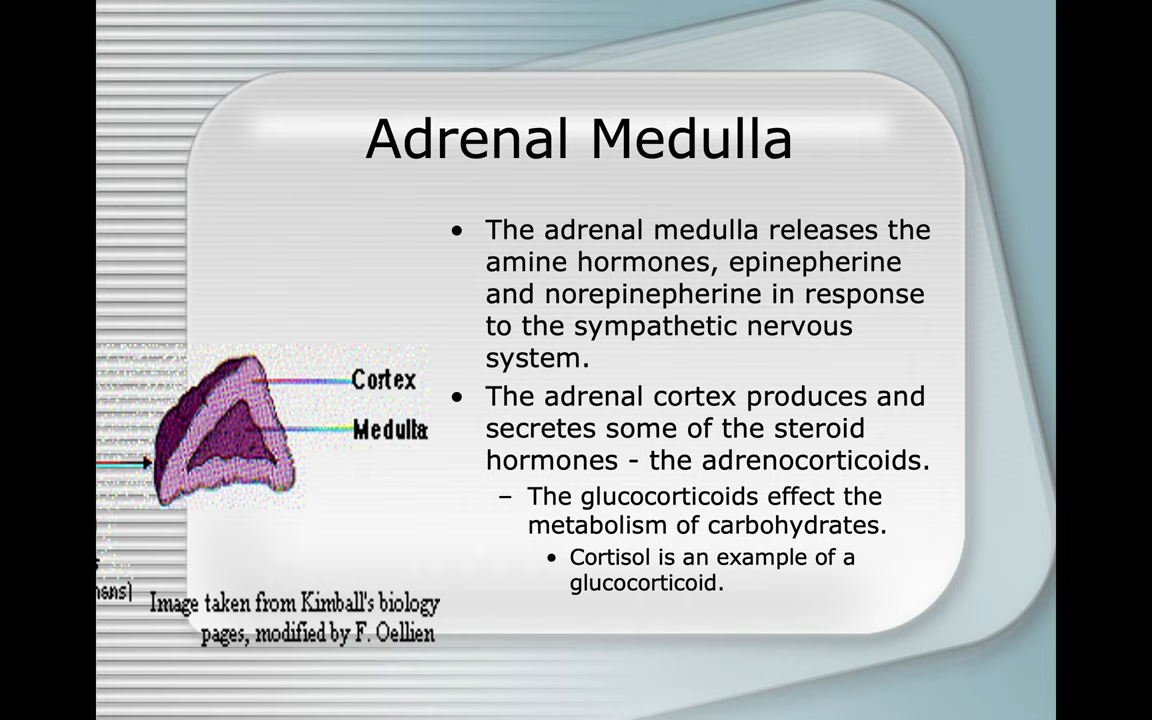 Adrenal Medulla
• The adrenal medulla releases the
amine hormones, epinepherine
and norepinepherine in response
to the sympathetic nervous
system.
• The adrenal cortex produces and
secretes some of the steroid
hormones - the adrenocorticoids.
– The glucocorticoids effect the
metabolism of carbohydrates.
• Cortisol is an example of a
glucocorticoid.
Cortex
Medulla
Image taken from Kimball's biology
pages, modified by F. Oellien